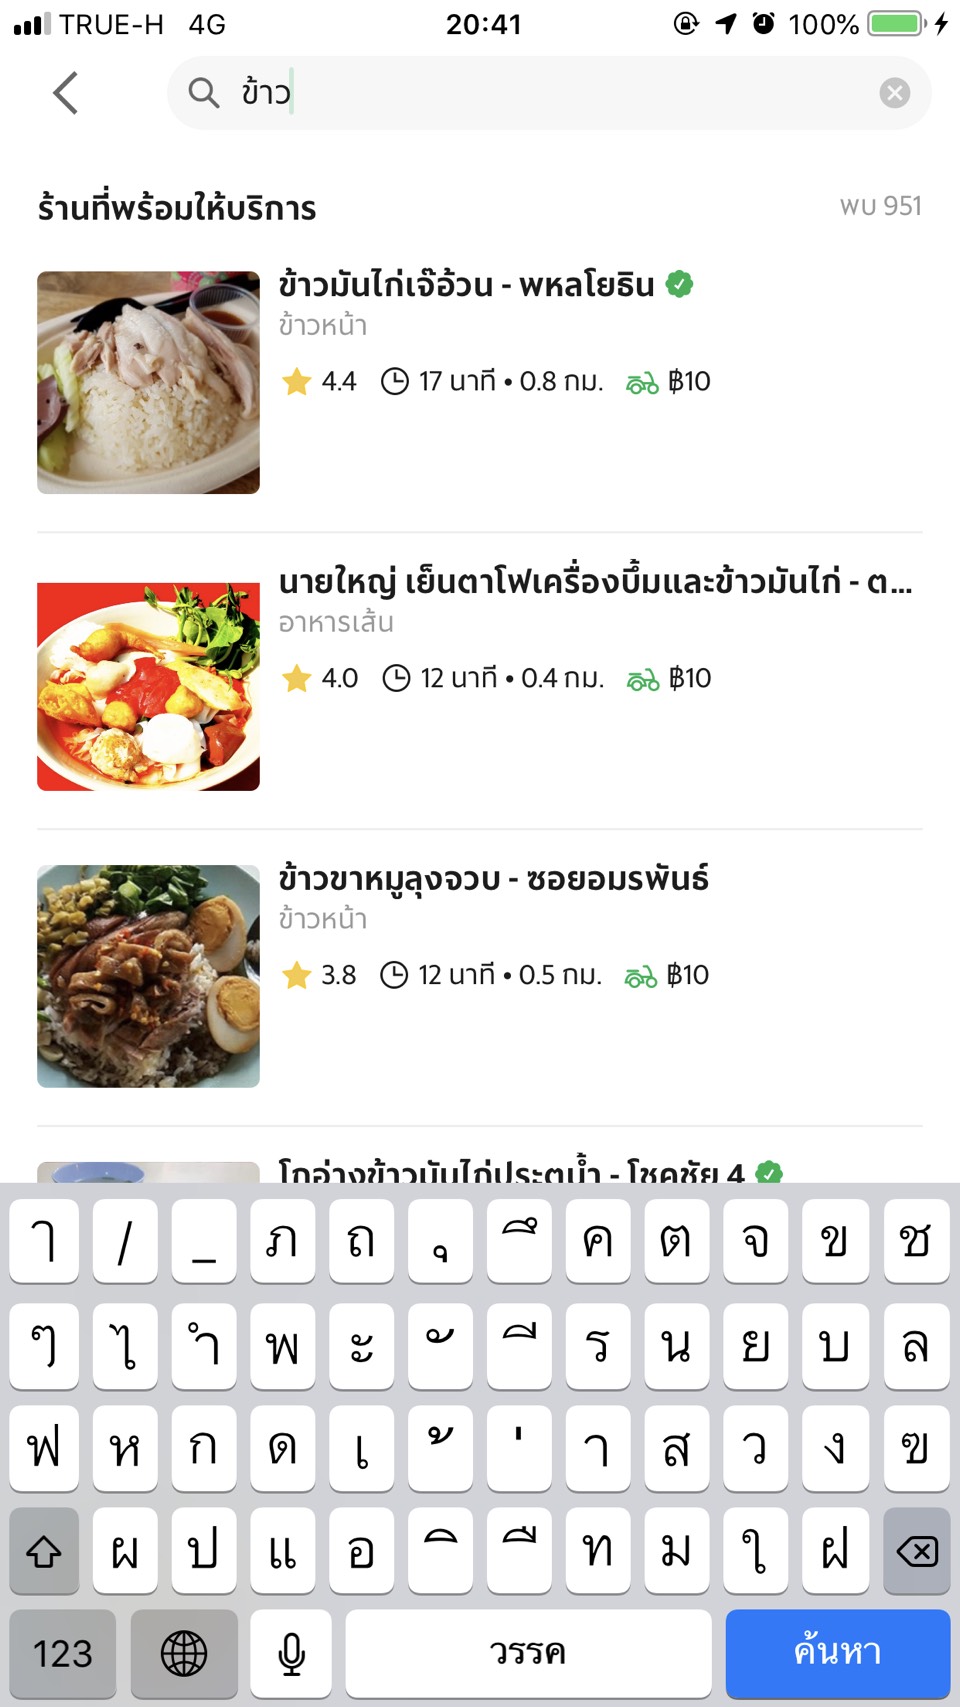 TRUE-H 4G 20:41 100%
ข้าว
ร้านที่พร้อมให้บริการ พบ 951
ข้าวมันไก่เจ๊อ้วน - พหลโยธิน
ข้าวหน้า
4.4 17 นาที • 0.8 กม. ฿10
นายใหญ่ เย็นตาโฟเครื่องบึ้มและข้าวมันไก่ - ต...
อาหารเส้น
4.0 12 นาที • 0.4 กม. ฿10
ข้าวขาหมูลุงจวบ - ซอยอมรพันธ์
ข้าวหน้า
3.8 12 นาที • 0.5 กม. ฿10
โกอ่างข้าวมันไก่ประตูน้ำ - โชคชัย 4
ๅ / _ ภ ถ ุ ึ ค ต จ ข ช
ๆ ไ ำ พ ะ ั ี ร น ย บ ล
ฟ ห ก ด เ ้ ่ า ส ว ง ฃ
ผ ป แ อ ิ ื ท ม ใ ฝ
123 วรรค ค้นหา